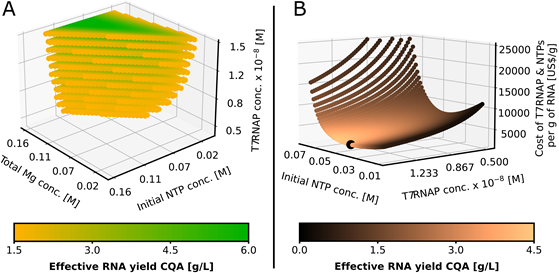 A
1.5
1.2
0.8
0.5
T7RNAP conc. x 10⁻⁸ [M]
0.16
0.11
0.07
0.02
Total Mg conc. [M]
0.16
0.11
0.07
0.02
Initial NTP conc. [M]
1.5
3.0
4.5
6.0
Effective RNA yield CQA [g/L]
B
25000
20000
15000
10000
5000
Cost of T7RNAP & NTPs
per g of RNA [US$/g]
0.07
0.05
0.03
0.01
Initial NTP conc. [M]
1.233
0.867
0.500
T7RNAP conc. x 10⁻⁸ [M]
0.0
1.5
3.0
4.5
Effective RNA yield CQA [g/L]